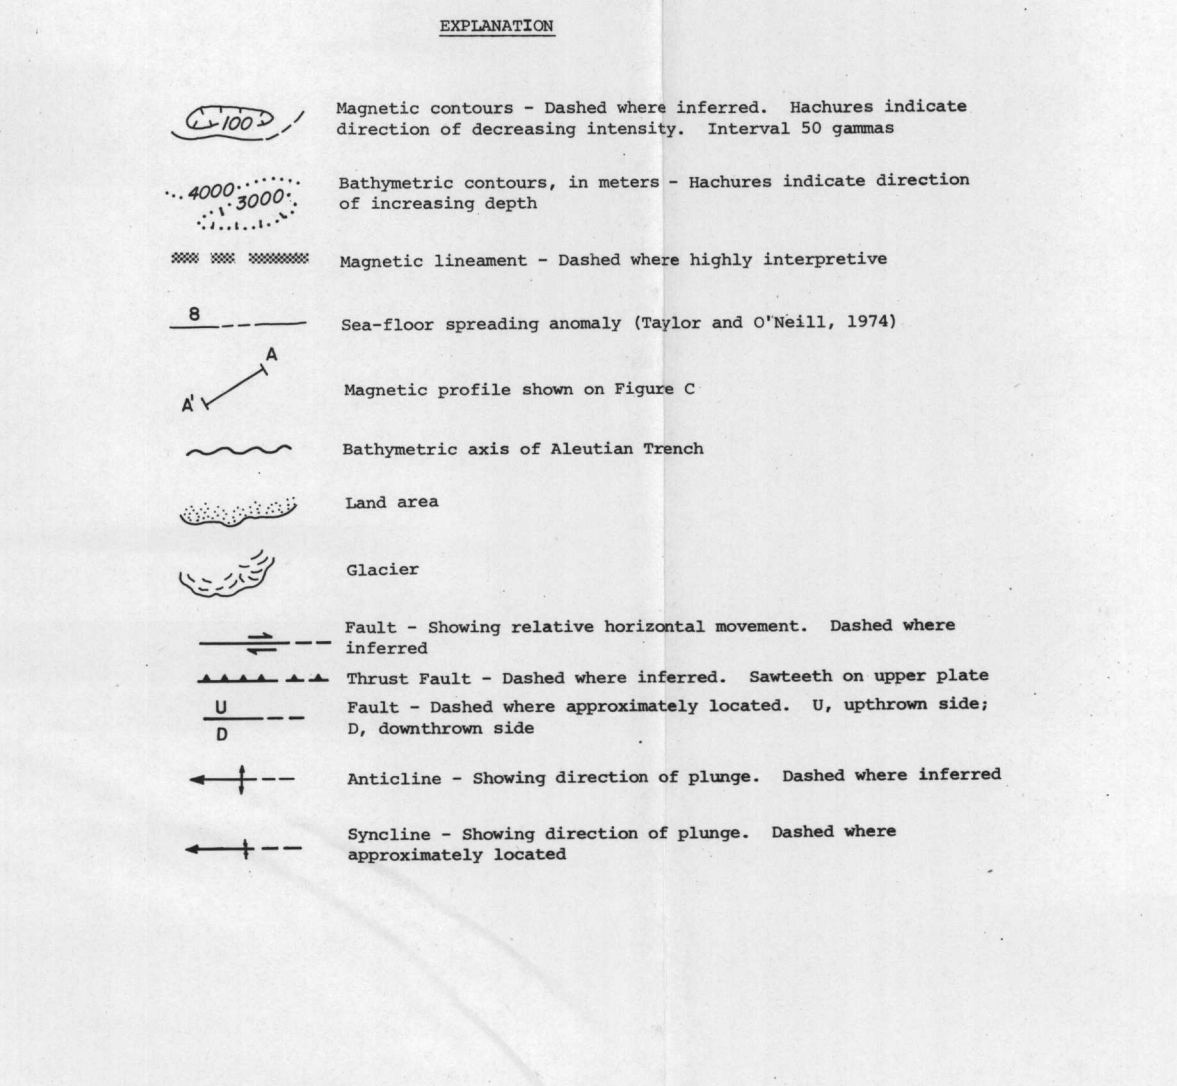 EXPLANATION
100
Magnetic contours - Dashed where inferred. Hachures indicate
direction of decreasing intensity. Interval 50 gammas
4000
3000
Bathymetric contours, in meters - Hachures indicate direction
of increasing depth
Magnetic lineament - Dashed where highly interpretive
8
Sea-floor spreading anomaly (Taylor and O'Neill, 1974)
A
A'
Magnetic profile shown on Figure C
Bathymetric axis of Aleutian Trench
Land area
Glacier
Fault - Showing relative horizontal movement. Dashed where
inferred
Thrust Fault - Dashed where inferred. Sawteeth on upper plate
U
D
Fault - Dashed where approximately located. U, upthrown side;
D, downthrown side
Anticline - Showing direction of plunge. Dashed where inferred
Syncline - Showing direction of plunge. Dashed where
approximately located